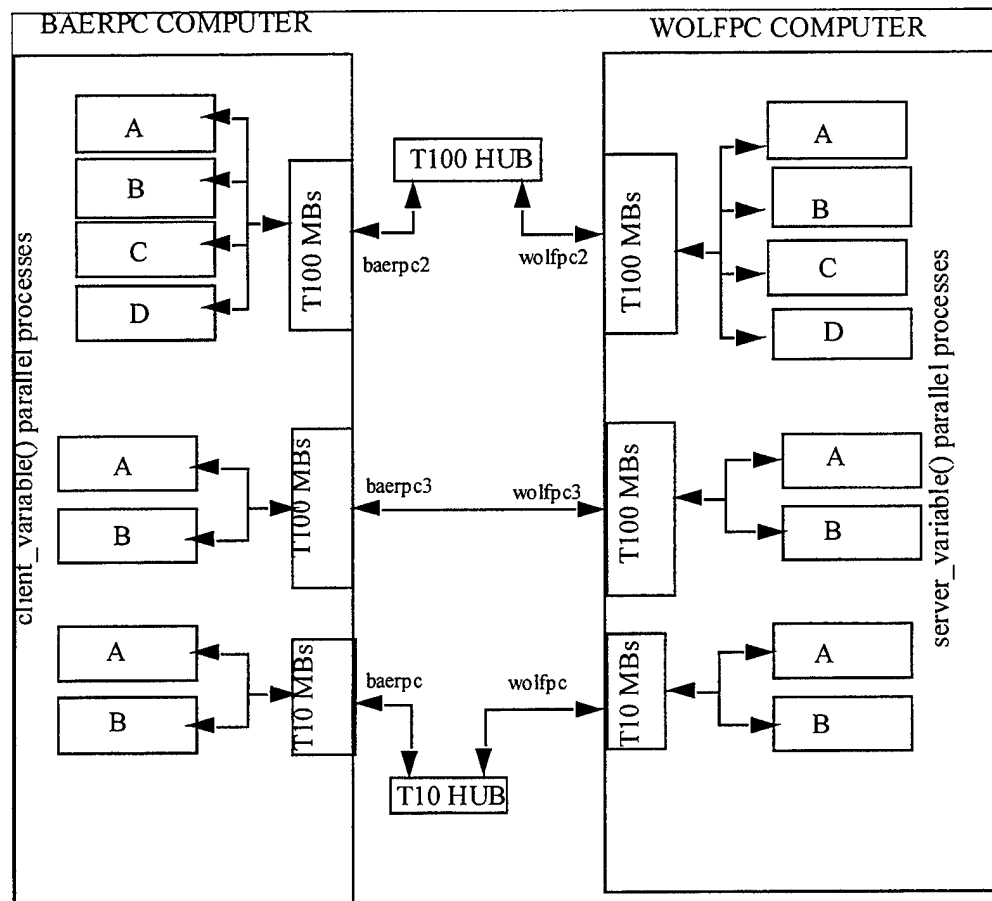 BAERPC COMPUTER
WOLFPC COMPUTER
client_variable() parallel processes
A
B
C
D
T100 MBs
baerpc2
T100 HUB
wolfpc2
T100 MBs
A
B
C
D
server_variable() parallel processes
A
B
T100 MBs
baerpc3
wolfpc3
T100 MBs
A
B
A
B
T10 MBs
baerpc
wolfpc
T10 HUB
T10 MBs
A
B